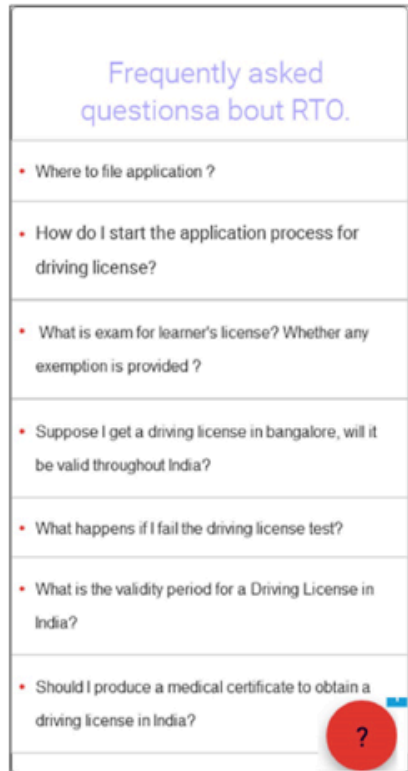 Frequently asked
questionsa bout RTO.
• Where to file application ?
• How do I start the application process for
driving license?
• What is exam for learner's license? Whether any
exemption is provided ?
• Suppose I get a driving license in bangalore, will it
be valid throughout India?
• What happens if I fail the driving license test?
• What is the validity period for a Driving License in
India?
• Should I produce a medical certificate to obtain a
driving license in India?
?